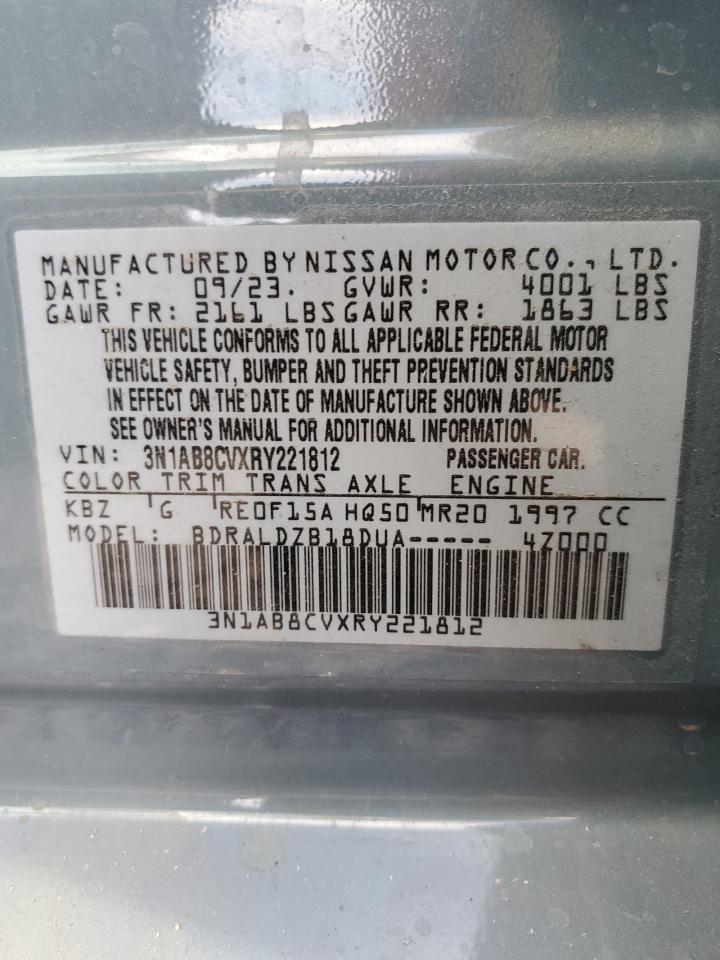 MANUFACTURED BY NISSAN MOTOR CO., LTD.
DATE: 09/23. GVWR: 4001 LBS
GAWR FR: 2161 LBS GAWR RR: 1863 LBS
THIS VEHICLE CONFORMS TO ALL APPLICABLE FEDERAL MOTOR
VEHICLE SAFETY, BUMPER AND THEFT PREVENTION STANDARDS
IN EFFECT ON THE DATE OF MANUFACTURE SHOWN ABOVE.
SEE OWNER'S MANUAL FOR ADDITIONAL INFORMATION.
VIN: 3N1AB8CVXRY221812 PASSENGER CAR.
COLOR TRIM TRANS AXLE ENGINE
KBZ G RE0F15A HQ50 MR20 1997 CC
MODEL: BDRALDZB18DUA----- 4Z000
3N1AB8CVXRY221812